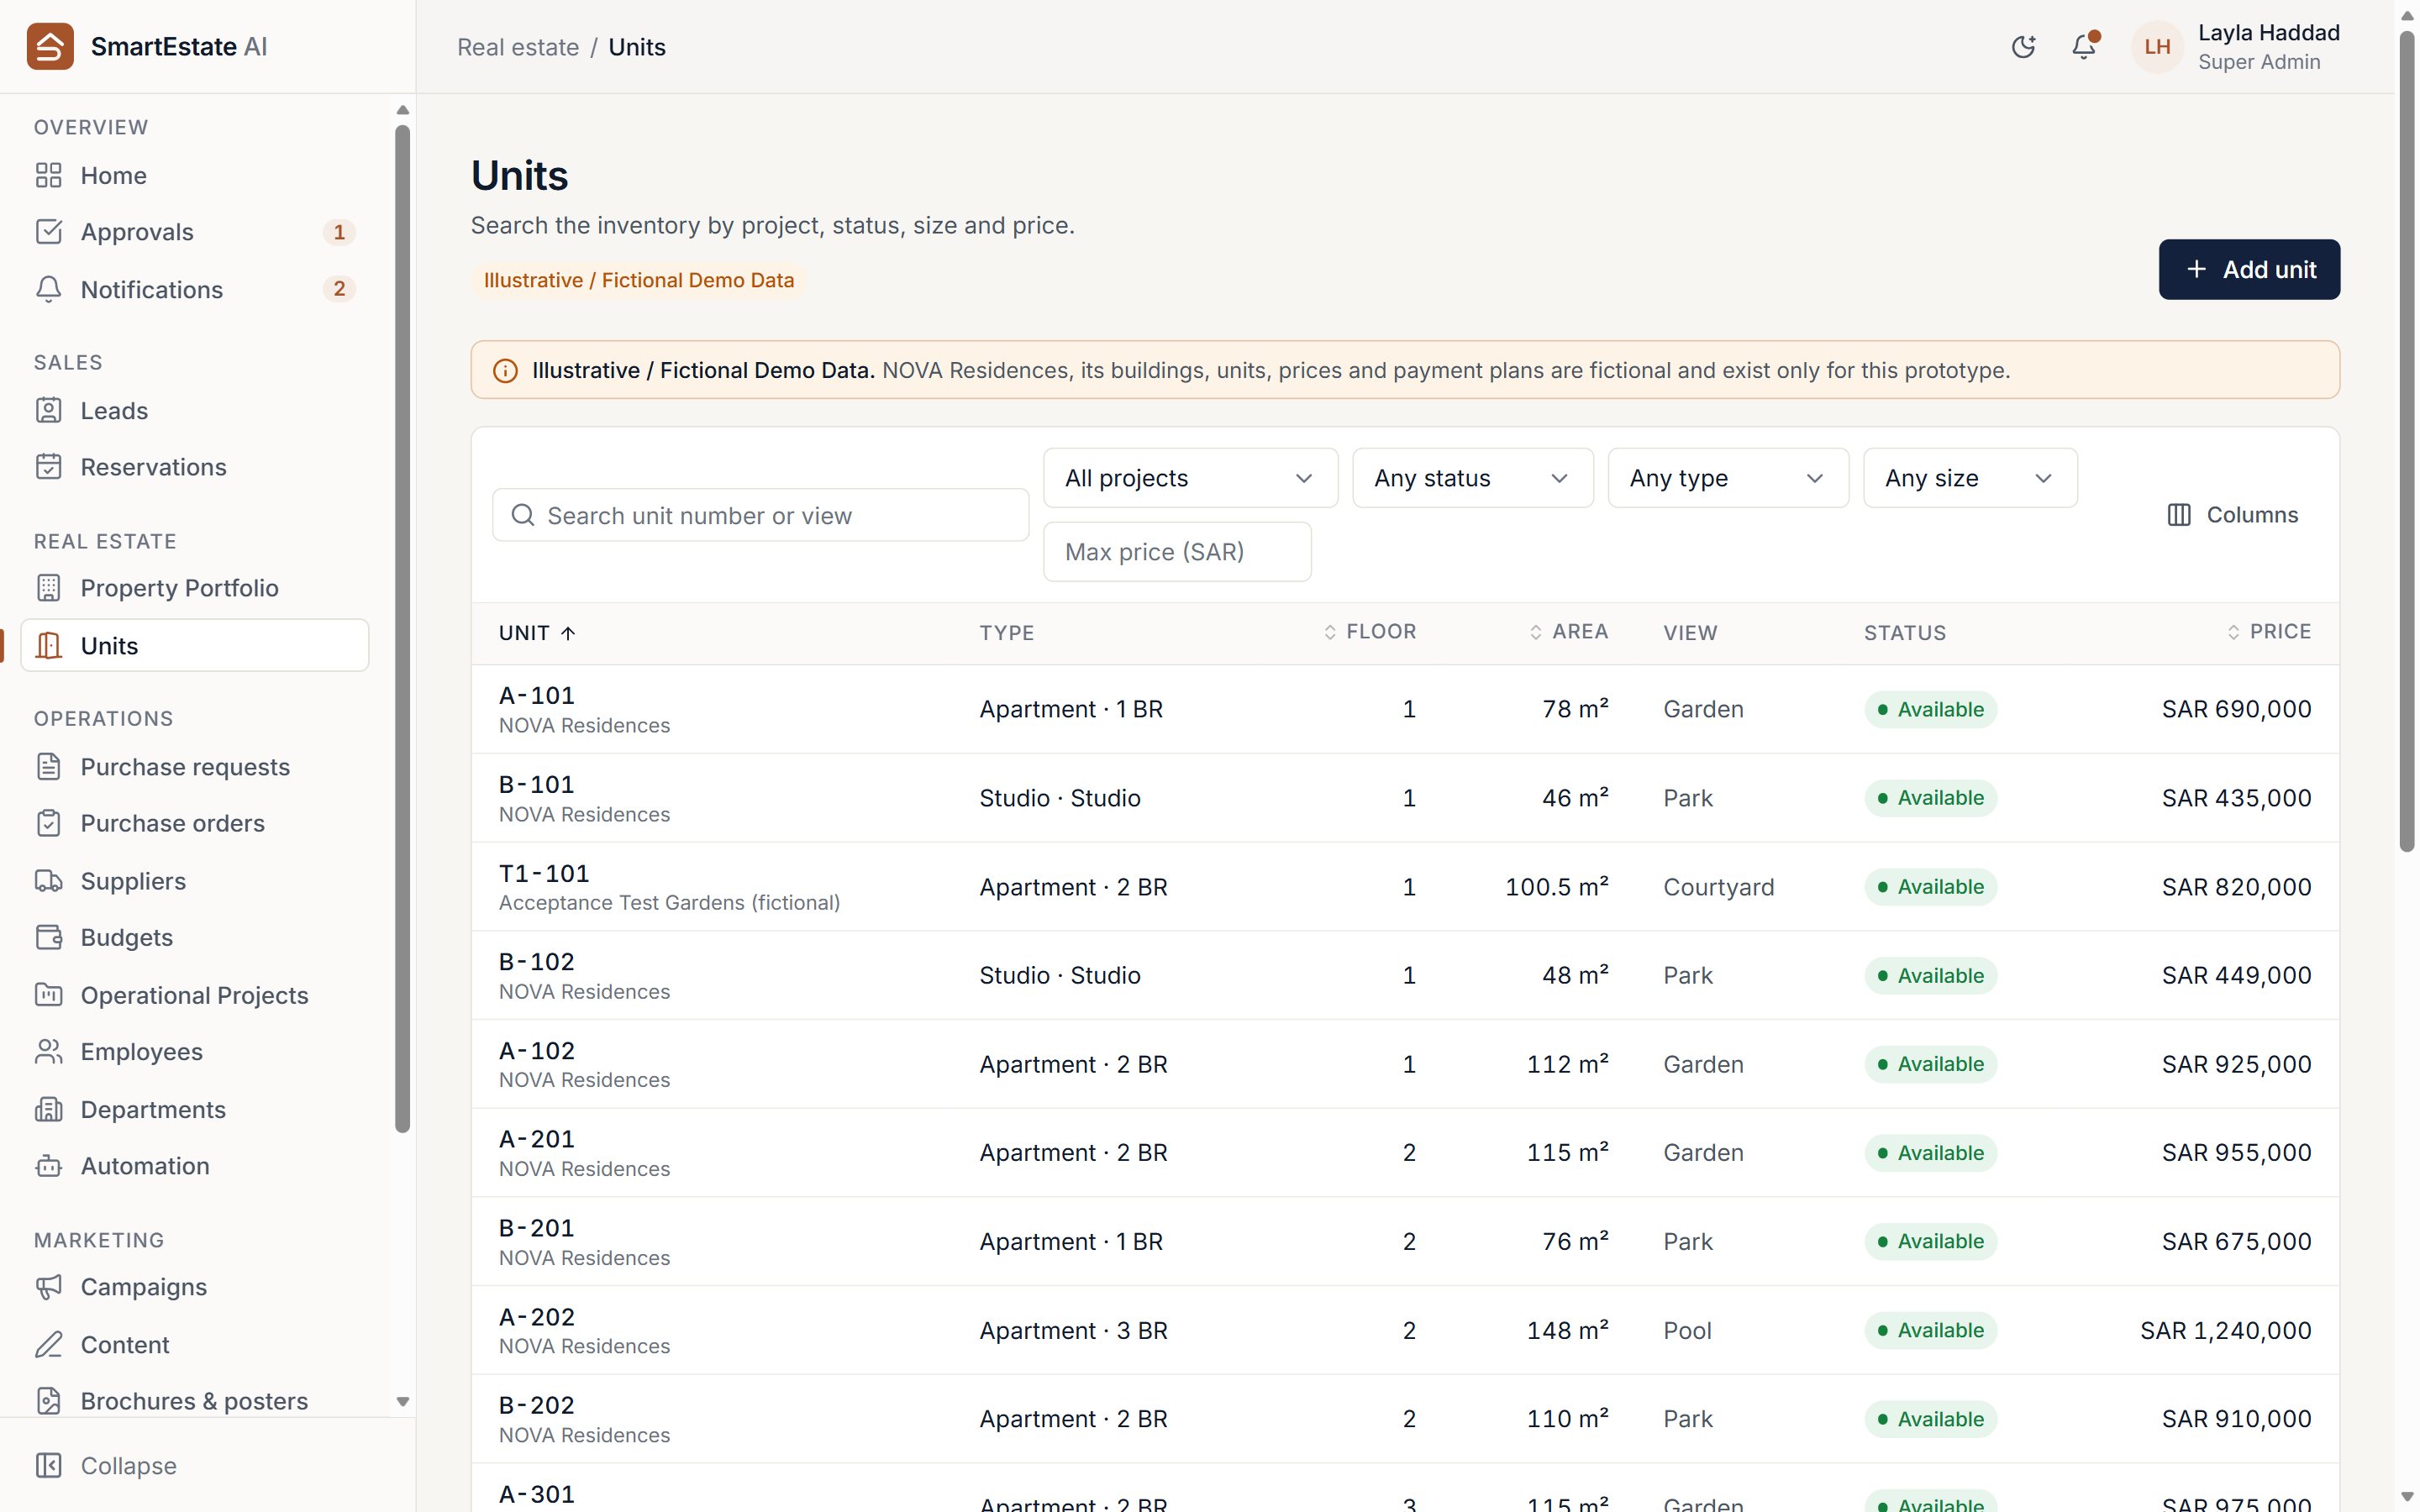 SmartEstate AI
Real estate / Units
LH
Layla Haddad
Super Admin
OVERVIEW
Home
Approvals 1
Notifications 2
SALES
Leads
Reservations
REAL ESTATE
Property Portfolio
Units
OPERATIONS
Purchase requests
Purchase orders
Suppliers
Budgets
Operational Projects
Employees
Departments
Automation
MARKETING
Campaigns
Content
Brochures & posters
Collapse
Units
Search the inventory by project, status, size and price.
Illustrative / Fictional Demo Data
Add unit
Illustrative / Fictional Demo Data. NOVA Residences, its buildings, units, prices and payment plans are fictional and exist only for this prototype.
Search unit number or view
All projects
Any status
Any type
Any size
Max price (SAR)
Columns
UNIT TYPE FLOOR AREA VIEW STATUS PRICE
A-101 Apartment · 1 BR 1 78 m² Garden Available SAR 690,000
NOVA Residences
B-101 Studio · Studio 1 46 m² Park Available SAR 435,000
NOVA Residences
T1-101 Apartment · 2 BR 1 100.5 m² Courtyard Available SAR 820,000
Acceptance Test Gardens (fictional)
B-102 Studio · Studio 1 48 m² Park Available SAR 449,000
NOVA Residences
A-102 Apartment · 2 BR 1 112 m² Garden Available SAR 925,000
NOVA Residences
A-201 Apartment · 2 BR 2 115 m² Garden Available SAR 955,000
NOVA Residences
B-201 Apartment · 1 BR 2 76 m² Park Available SAR 675,000
NOVA Residences
A-202 Apartment · 3 BR 2 148 m² Pool Available SAR 1,240,000
NOVA Residences
B-202 Apartment · 2 BR 2 110 m² Park Available SAR 910,000
NOVA Residences
A-301 Apartment · 2 BR 3 115 m² Garden Available SAR 975,000